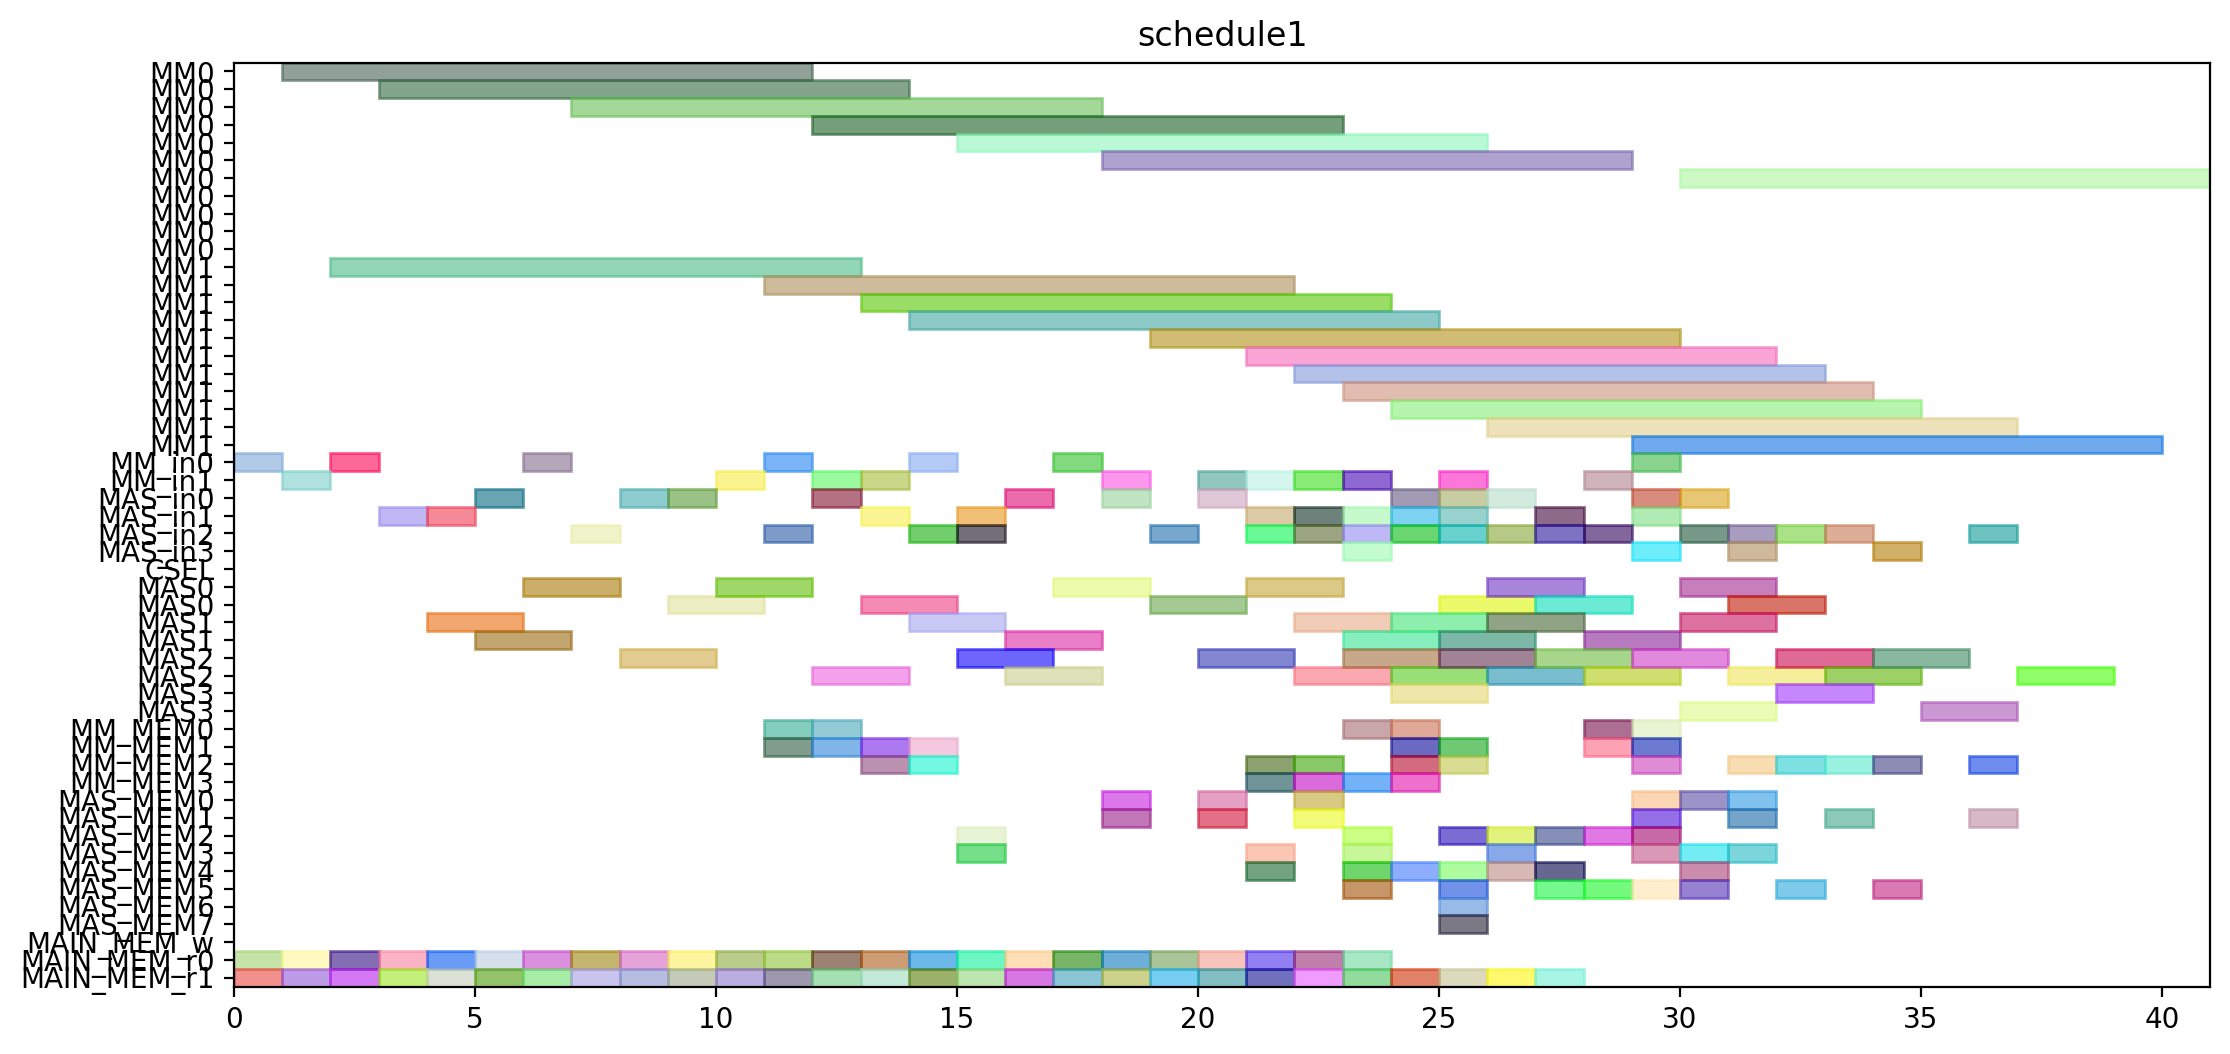 schedule1
MM0
MM0
MM0
MM0
MM0
MM0
MM0
MM0
MM0
MM0
MM0
MM1
MM1
MM1
MM1
MM1
MM1
MM1
MM1
MM1
MM1
MM1
MM_in0
MM_in1
MAS_in0
MAS_in1
MAS_in2
MAS_in3
CSEL
MAS0
MAS0
MAS1
MAS1
MAS2
MAS2
MAS3
MAS3
MM_MEM0
MM_MEM1
MM_MEM2
MM_MEM3
MAS_MEM0
MAS_MEM1
MAS_MEM2
MAS_MEM3
MAS_MEM4
MAS_MEM5
MAS_MEM6
MAS_MEM7
MAIN_MEM_w
MAIN_MEM_r0
MAIN_MEM_r1
0 5 10 15 20 25 30 35 40